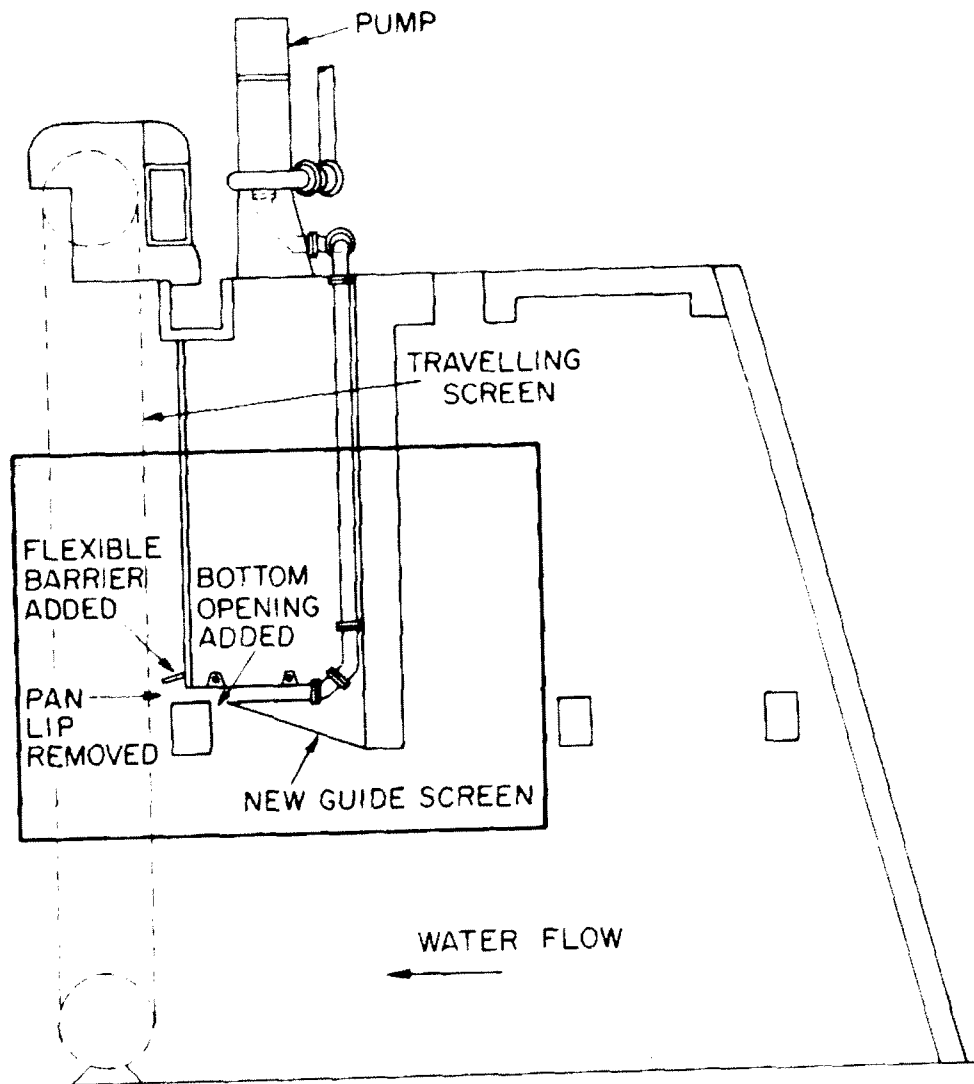 PUMP
TRAVELLING
SCREEN
FLEXIBLE
BARRIER
ADDED
BOTTOM
OPENING
ADDED
PAN
LIP
REMOVED
NEW GUIDE SCREEN
WATER FLOW